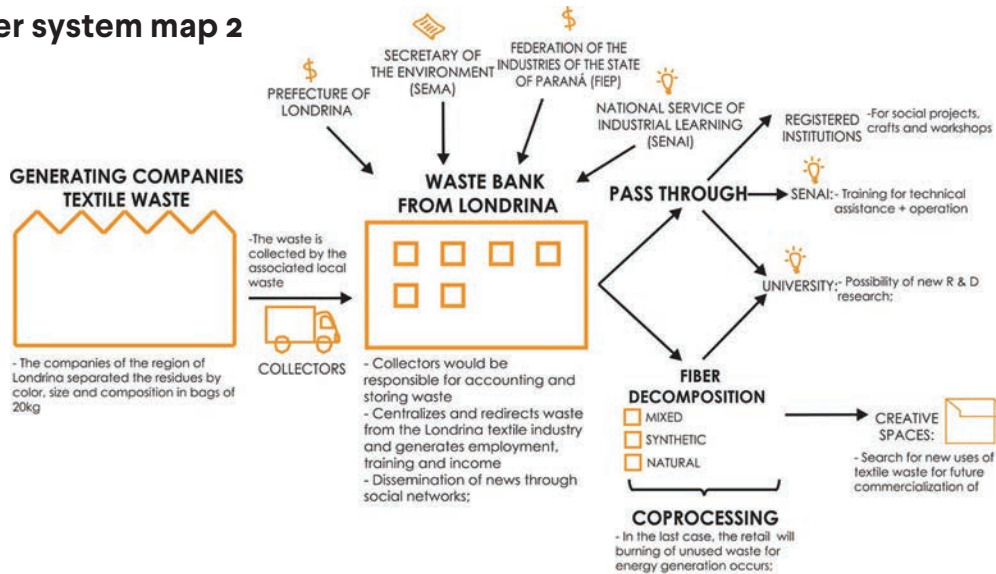 er system map 2
$
PREFECTURE OF
LONDRINA
SECRETARY OF
THE ENVIRONMENT
(SEMA)
$
FEDERATION OF THE
INDUSTRIES OF THE STATE
OF PARANÁ (FIEP)
NATIONAL SERVICE OF
INDUSTRIAL LEARNING
(SENAI)
GENERATING COMPANIES
TEXTILE WASTE
- The companies of the region of
Londrina separated the residues by
color, size and composition in bags of
20kg
-The waste is
collected by the
associated local
waste
COLLECTORS
WASTE BANK
FROM LONDRINA
- Collectors would be
responsible for accounting and
storing waste
- Centralizes and redirects waste
from the Londrina textile industry
and generates employment,
training and income
- Dissemination of news through
social networks;
PASS THROUGH
REGISTERED
INSTITUTIONS
-For social projects,
crafts and workshops
SENAI:- Training for technical
assistance + operation
UNIVERSITY:- Possibility of new R & D
research;
FIBER
DECOMPOSITION
MIXED
SYNTHETIC
NATURAL
CREATIVE
SPACES:
- Search for new uses of
textile waste for future
commercialization of
COPROCESSING
- In the last case, the retail will
burning of unused waste for
energy generation occurs;